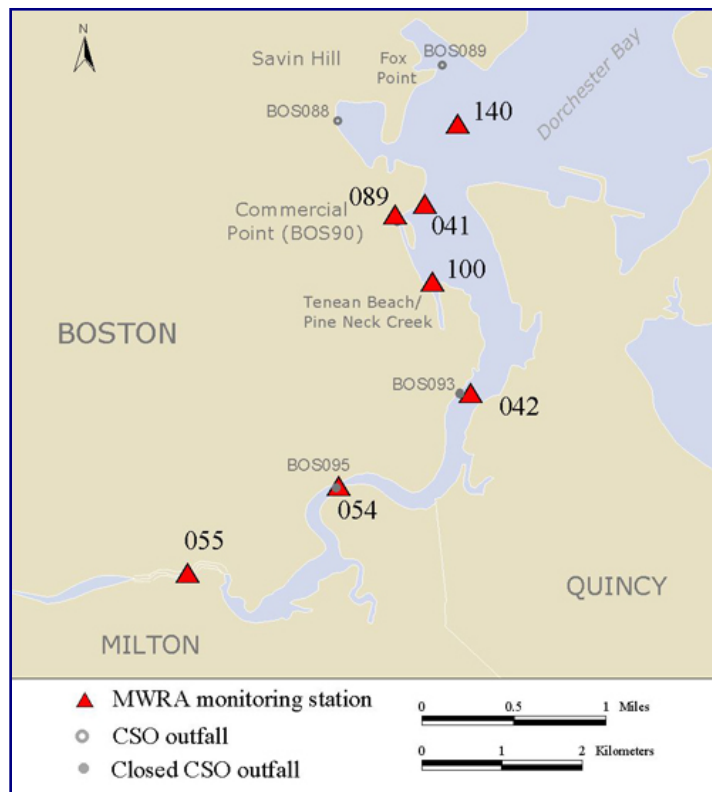 N
Savin Hill
Fox
Point
BOS089
BOS088
140
Dorchester Bay
089
Commercial
Point (BOS90)
041
100
Tenean Beach/
Pine Neck Creek
BOSTON
BOS093
042
BOS095
054
055
QUINCY
MILTON
MWRA monitoring station
CSO outfall
Closed CSO outfall
0 0.5 1 Miles
0 1 2 Kilometers